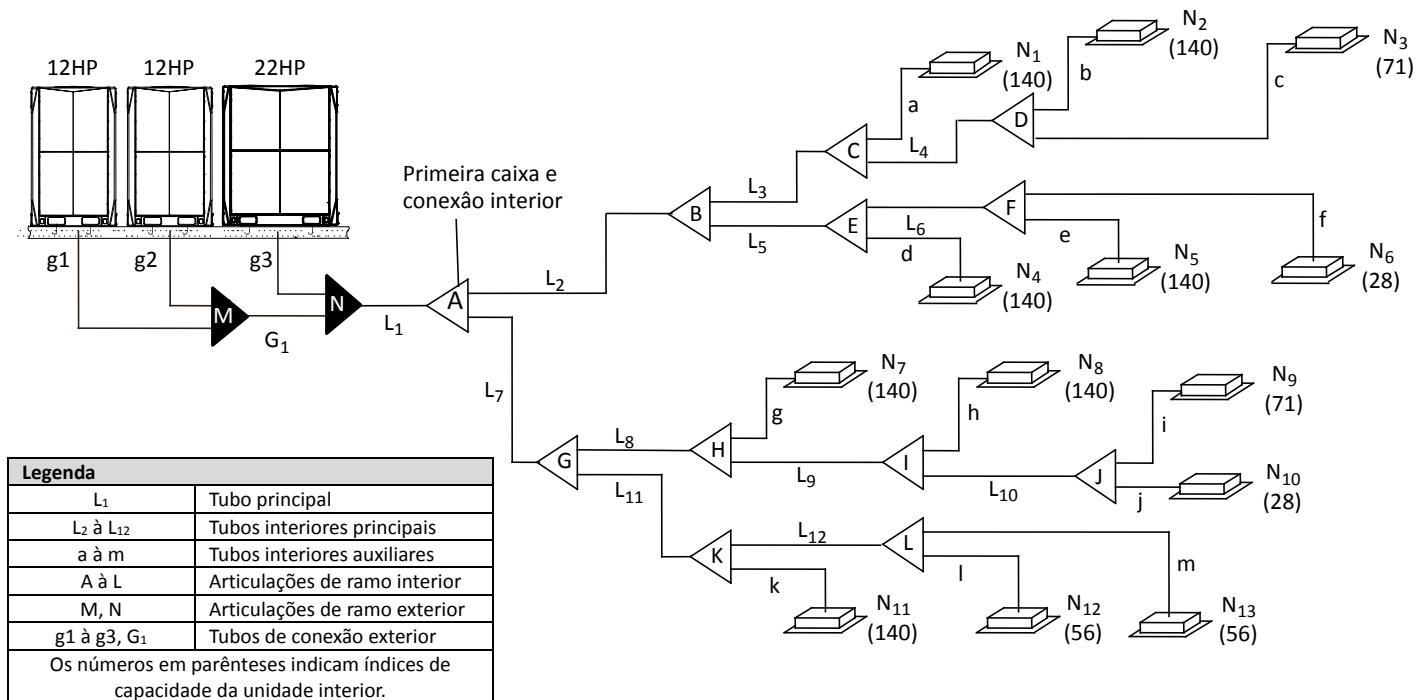 12HP 12HP 22HP
g1 g2 g3
M
N
G₁
L₁
Primeira caixa e
conexâo interior
A
L₂
B
L₃
C
a
N₁
(140)
L₄
D
b
N₂
(140)
c
N₃
(71)
L₅
E
L₆
d
N₄
(140)
F
e
N₅
(140)
f
N₆
(28)
L₇
G
L₈
H
g
N₇
(140)
L₉
I
h
N₈
(140)
L₁₀
J
i
N₉
(71)
j
N₁₀
(28)
L₁₁
K
k
N₁₁
(140)
L₁₂
L
l
N₁₂
(56)
m
N₁₃
(56)
Legenda
L₁ Tubo principal
L₂ à L₁₂ Tubos interiores principais
a à m Tubos interiores auxiliares
A à L Articulações de ramo interior
M, N Articulações de ramo exterior
g1 à g3, G₁ Tubos de conexão exterior
Os números em parênteses indicam índices de
capacidade da unidade interior.